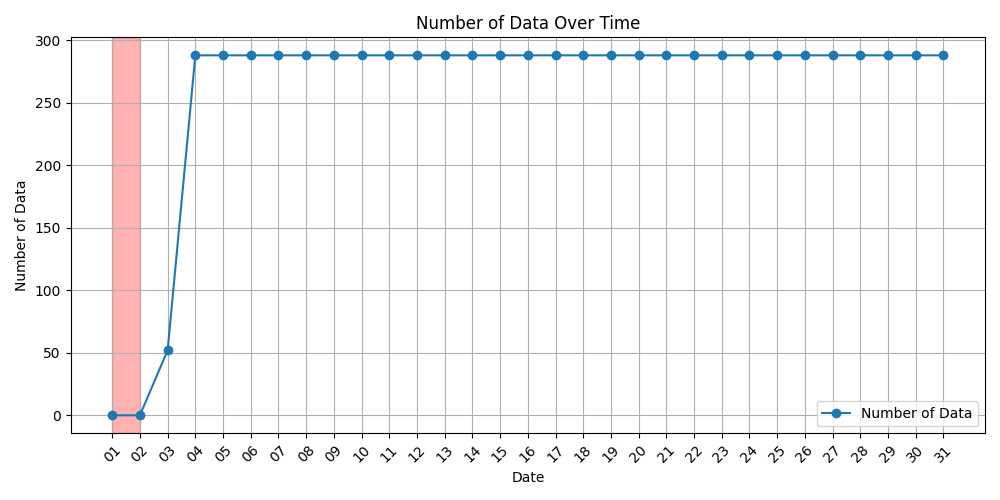 Number of Data Over Time
Number of Data
300
250
200
150
100
50
0
01 02 03 04 05 06 07 08 09 10 11 12 13 14 15 16 17 18 19 20 21 22 23 24 25 26 27 28 29 30 31
Date
Number of Data